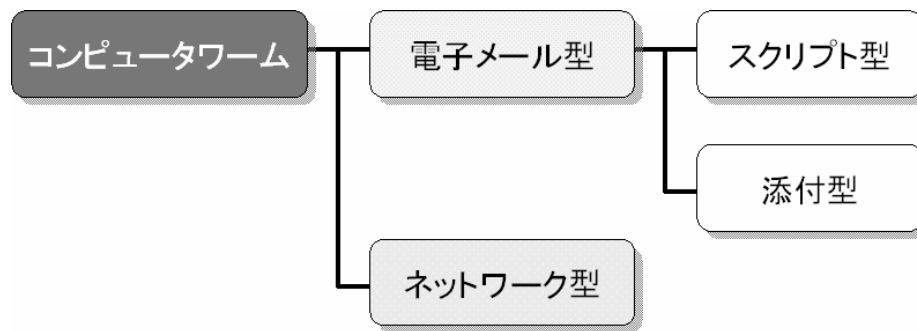 コンピュータワーム
電子メール型
スクリプト型
添付型
ネットワーク型